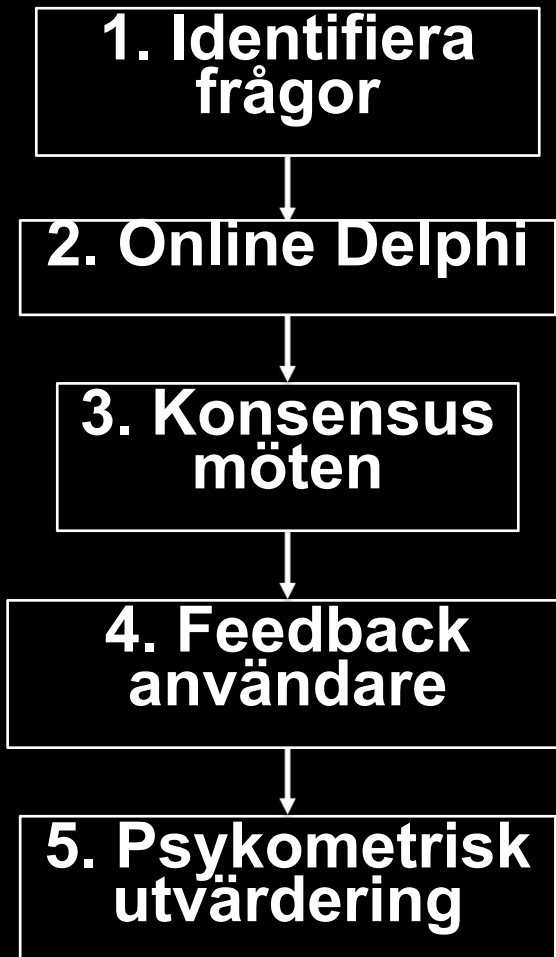 1. Identifiera
frågor
2. Online Delphi
3. Konsensus
möten
4. Feedback
användare
5. Psykometrisk
utvärdering